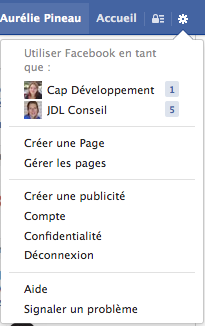 Aurélie Pineau Accueil
Utiliser Facebook en tant
que :
Cap Développement 1
JDL Conseil 5
Créer une Page
Gérer les pages
Créer une publicité
Compte
Confidentialité
Déconnexion
Aide
Signaler un problème